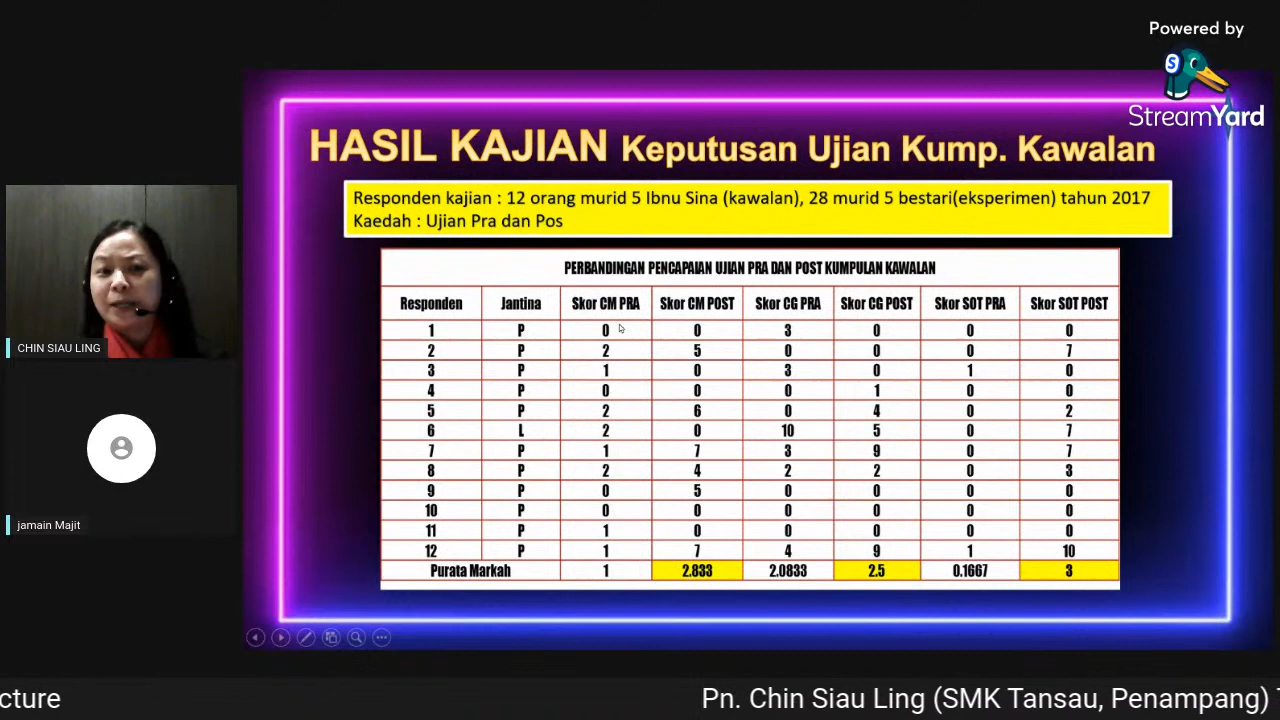 Powered by
StreamYard
HASIL KAJIAN Keputusan Ujian Kump. Kawalan
Responden kajian : 12 orang murid 5 Ibnu Sina (kawalan), 28 murid 5 bestari(eksperimen) tahun 2017
Kaedah : Ujian Pra dan Pos
PERBANDINGAN PENCAPAIAN UJIAN PRA DAN POST KUMPULAN KAWALAN
Responden Jantina Skor CM PRA Skor CM POST Skor CG PRA Skor CG POST Skor SOT PRA Skor SOT POST
1 P 0 0 3 0 0 0
2 P 2 5 0 0 0 7
3 P 1 0 3 0 1 0
4 P 0 0 0 1 0 0
5 P 2 6 0 4 0 2
6 L 2 0 10 5 0 7
7 P 1 7 3 9 0 7
8 P 2 4 2 2 0 3
9 P 0 5 0 0 0 0
10 P 0 0 0 0 0 0
11 P 1 0 0 0 0 0
12 P 1 7 4 9 1 10
Purata Markah 1 2.833 2.0833 2.5 0.1667 3
CHIN SIAU LING
jamain Majit
cture Pn. Chin Siau Ling (SMK Tansau, Penampang)